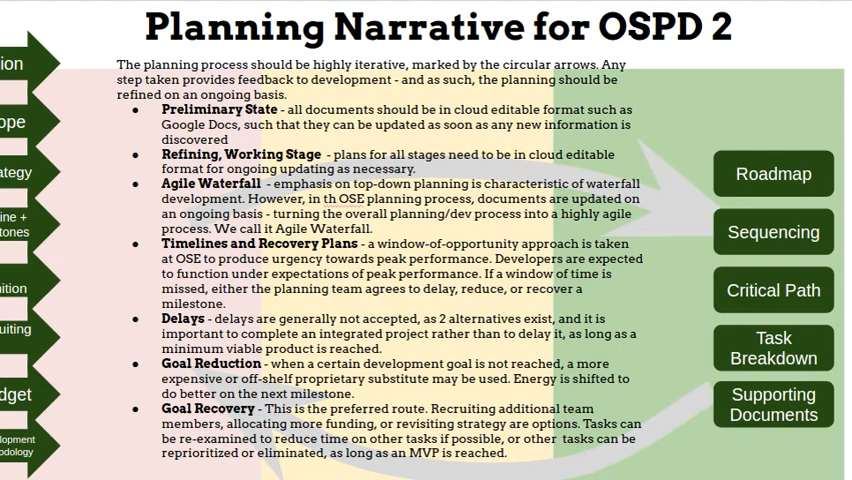 Planning Narrative for OSPD 2
The planning process should be highly iterative, marked by the circular arrows. Any
step taken provides feedback to development - and as such, the planning should be
refined on an ongoing basis.
● Preliminary State - all documents should be in cloud editable format such as
Google Docs, such that they can be updated as soon as any new information is
discovered
● Refining, Working Stage - plans for all stages need to be in cloud editable
format for ongoing updating as necessary.
● Agile Waterfall - emphasis on top-down planning is characteristic of waterfall
development. However, in th OSE planning process, documents are updated on
an ongoing basis - turning the overall planning/dev process into a highly agile
process. We call it Agile Waterfall.
● Timelines and Recovery Plans - a window-of-opportunity approach is taken
at OSE to produce urgency towards peak performance. Developers are expected
to function under expectations of peak performance. If a window of time is
missed, either the planning team agrees to delay, reduce, or recover a
milestone.
● Delays - delays are generally not accepted, as 2 alternatives exist, and it is
important to complete an integrated project rather than to delay it, as long as a
minimum viable product is reached.
● Goal Reduction - when a certain development goal is not reached, a more
expensive or off-shelf proprietary substitute may be used. Energy is shifted to
do better on the next milestone.
● Goal Recovery - This is the preferred route. Recruiting additional team
members, allocating more funding, or revisiting strategy are options. Tasks can
be re-examined to reduce time on other tasks if possible, or other tasks can be
reprioritized or eliminated, as long as an MVP is reached.
ion
ope
tegy
ine +
tones
nition
uiting
dget
lopment
odology
Roadmap
Sequencing
Critical Path
Task
Breakdown
Supporting
Documents